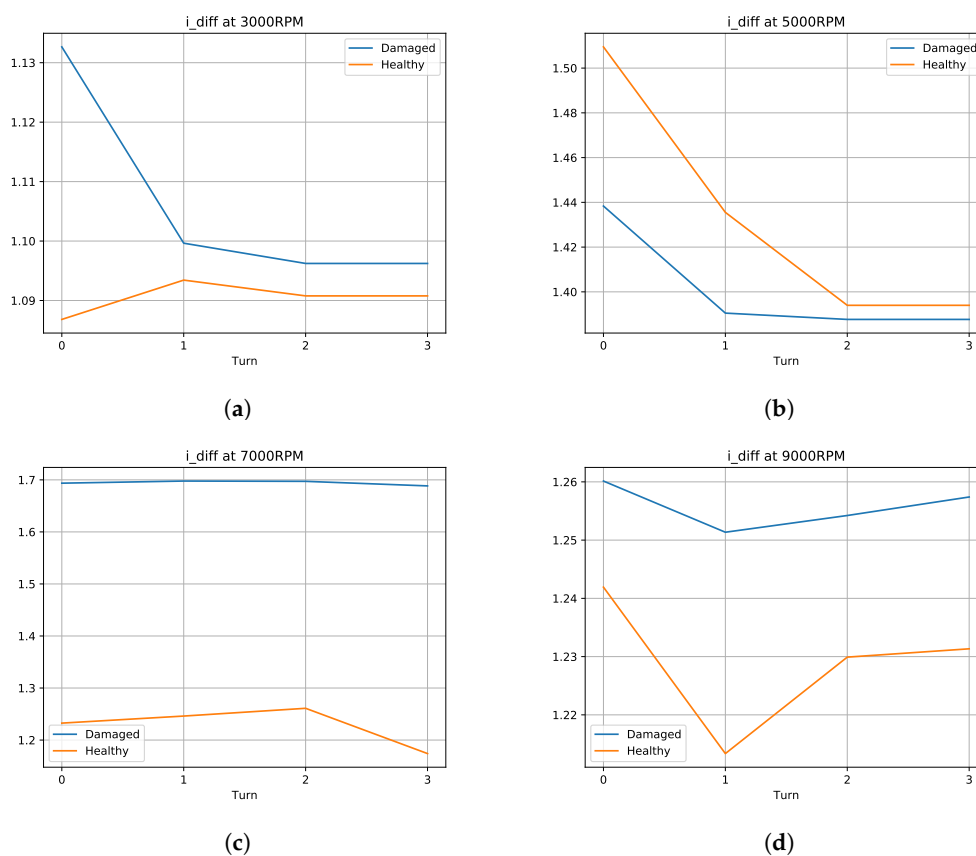 i_diff at 3000RPM
1.13
1.12
1.11
1.10
1.09
Damaged
Healthy
0 1 2 3
Turn
(a)
i_diff at 5000RPM
1.50
1.48
1.46
1.44
1.42
1.40
Damaged
Healthy
0 1 2 3
Turn
(b)
i_diff at 7000RPM
1.7
1.6
1.5
1.4
1.3
1.2
Damaged
Healthy
0 1 2 3
Turn
(c)
i_diff at 9000RPM
1.26
1.25
1.24
1.23
1.22
Damaged
Healthy
0 1 2 3
Turn
(d)